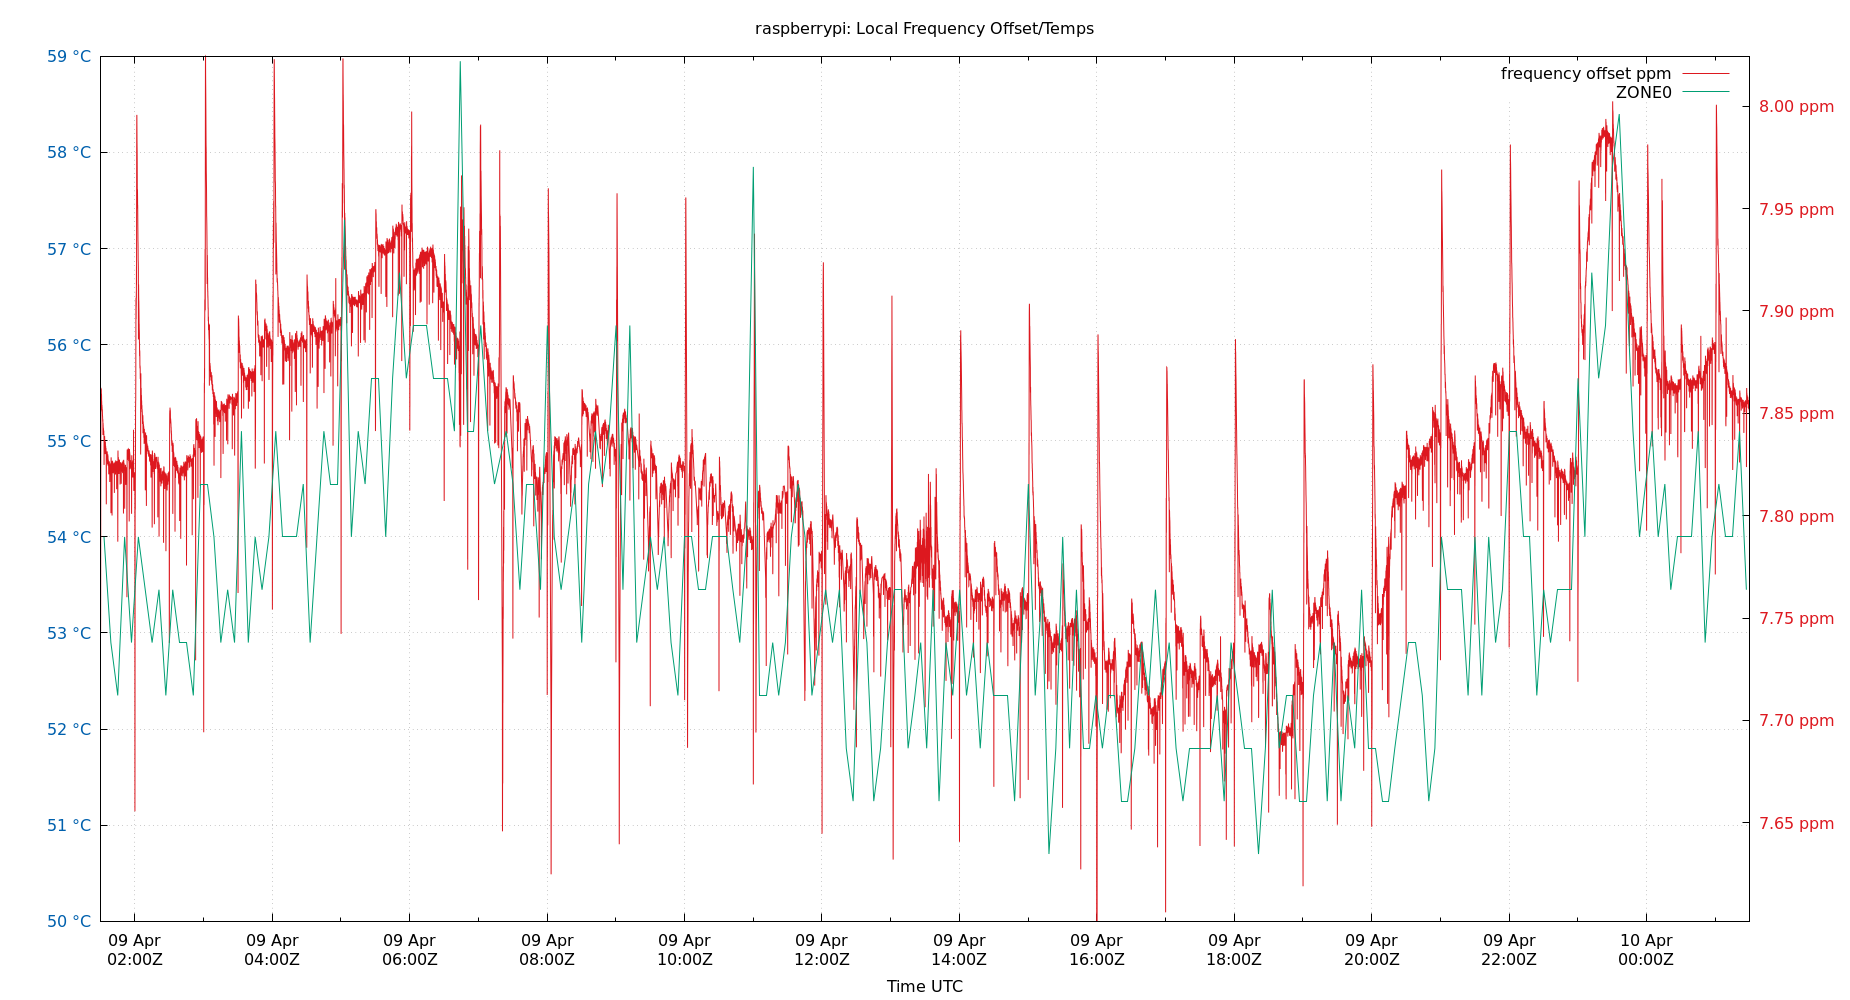 raspberrypi: Local Frequency Offset/Temps
frequency offset ppm
ZONE0
59 °C
58 °C
57 °C
56 °C
55 °C
54 °C
53 °C
52 °C
51 °C
50 °C
8.00 ppm
7.95 ppm
7.90 ppm
7.85 ppm
7.80 ppm
7.75 ppm
7.70 ppm
7.65 ppm
09 Apr 09 Apr 09 Apr 09 Apr 09 Apr 09 Apr 09 Apr 09 Apr 09 Apr 09 Apr 09 Apr 10 Apr
02:00Z 04:00Z 06:00Z 08:00Z 10:00Z 12:00Z 14:00Z 16:00Z 18:00Z 20:00Z 22:00Z 00:00Z
Time UTC